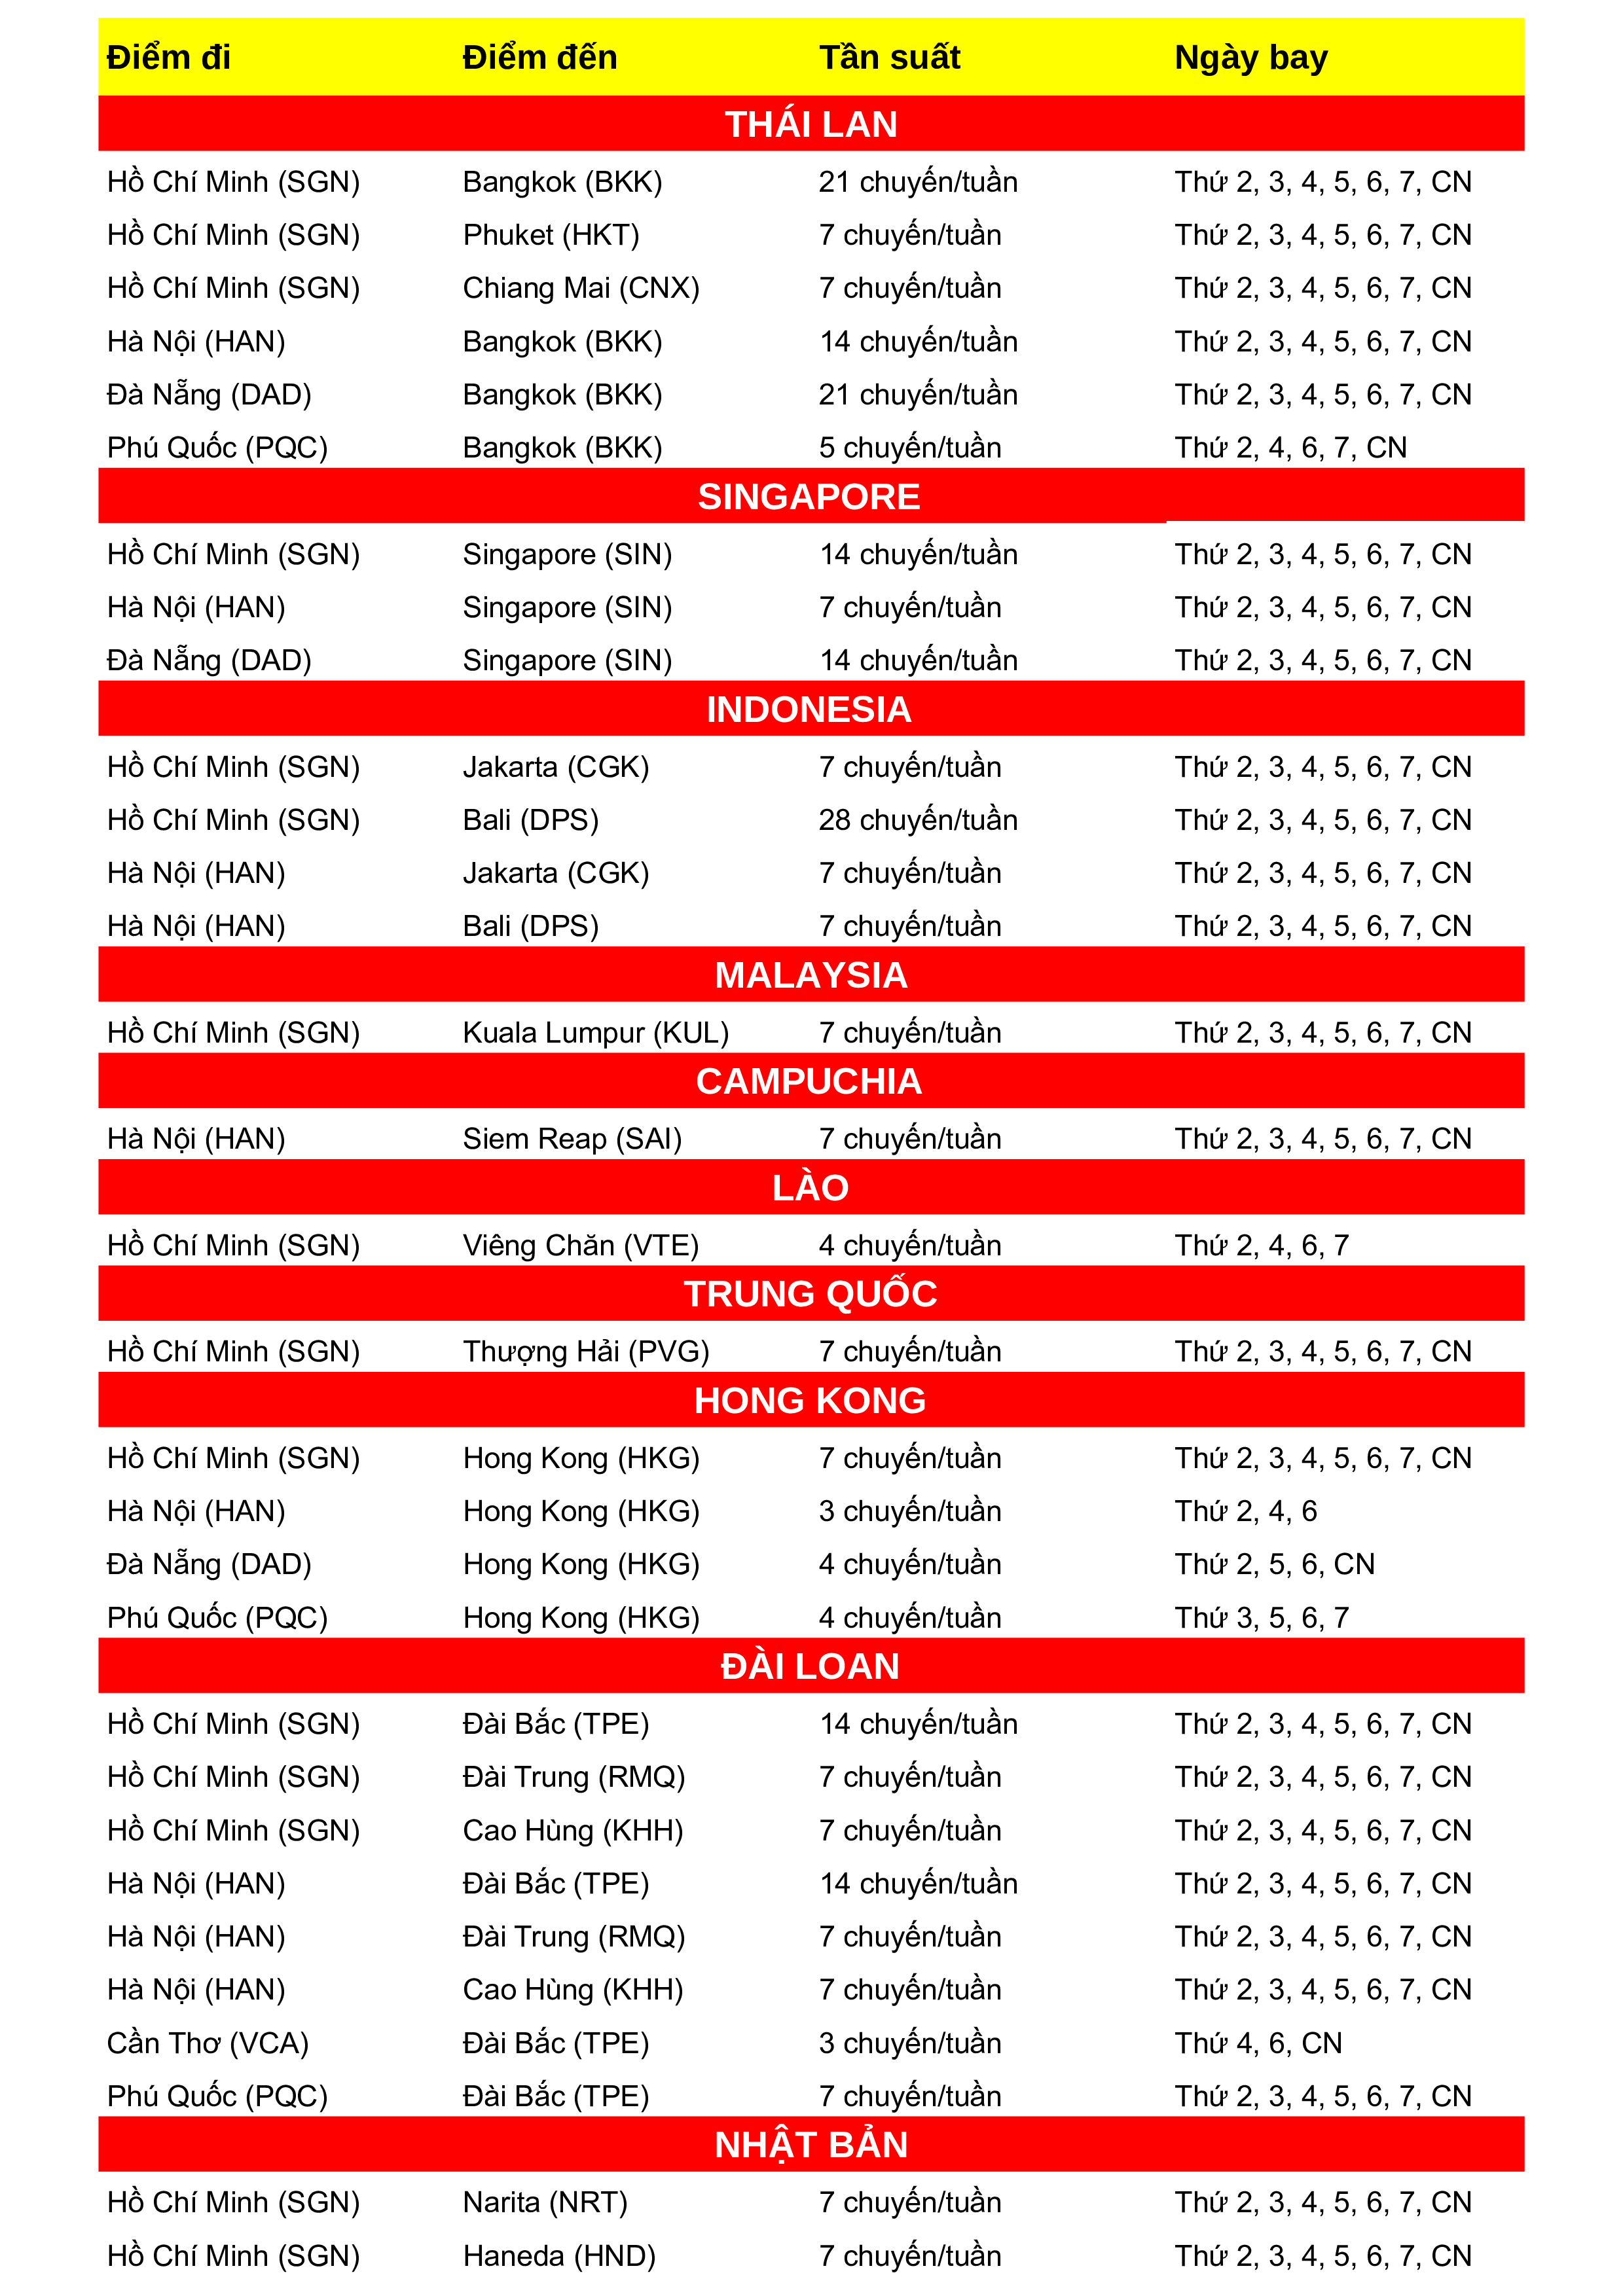 Điểm đi Điểm đến Tần suất Ngày bay
THÁI LAN
Hồ Chí Minh (SGN) Bangkok (BKK) 21 chuyến/tuần Thứ 2, 3, 4, 5, 6, 7, CN
Hồ Chí Minh (SGN) Phuket (HKT) 7 chuyến/tuần Thứ 2, 3, 4, 5, 6, 7, CN
Hồ Chí Minh (SGN) Chiang Mai (CNX) 7 chuyến/tuần Thứ 2, 3, 4, 5, 6, 7, CN
Hà Nội (HAN) Bangkok (BKK) 14 chuyến/tuần Thứ 2, 3, 4, 5, 6, 7, CN
Đà Nẵng (DAD) Bangkok (BKK) 21 chuyến/tuần Thứ 2, 3, 4, 5, 6, 7, CN
Phú Quốc (PQC) Bangkok (BKK) 5 chuyến/tuần Thứ 2, 4, 6, 7, CN
SINGAPORE
Hồ Chí Minh (SGN) Singapore (SIN) 14 chuyến/tuần Thứ 2, 3, 4, 5, 6, 7, CN
Hà Nội (HAN) Singapore (SIN) 7 chuyến/tuần Thứ 2, 3, 4, 5, 6, 7, CN
Đà Nẵng (DAD) Singapore (SIN) 14 chuyến/tuần Thứ 2, 3, 4, 5, 6, 7, CN
INDONESIA
Hồ Chí Minh (SGN) Jakarta (CGK) 7 chuyến/tuần Thứ 2, 3, 4, 5, 6, 7, CN
Hồ Chí Minh (SGN) Bali (DPS) 28 chuyến/tuần Thứ 2, 3, 4, 5, 6, 7, CN
Hà Nội (HAN) Jakarta (CGK) 7 chuyến/tuần Thứ 2, 3, 4, 5, 6, 7, CN
Hà Nội (HAN) Bali (DPS) 7 chuyến/tuần Thứ 2, 3, 4, 5, 6, 7, CN
MALAYSIA
Hồ Chí Minh (SGN) Kuala Lumpur (KUL) 7 chuyến/tuần Thứ 2, 3, 4, 5, 6, 7, CN
CAMPUCHIA
Hà Nội (HAN) Siem Reap (SAI) 7 chuyến/tuần Thứ 2, 3, 4, 5, 6, 7, CN
LÀO
Hồ Chí Minh (SGN) Viêng Chăn (VTE) 4 chuyến/tuần Thứ 2, 4, 6, 7
TRUNG QUỐC
Hồ Chí Minh (SGN) Thượng Hải (PVG) 7 chuyến/tuần Thứ 2, 3, 4, 5, 6, 7, CN
HONG KONG
Hồ Chí Minh (SGN) Hong Kong (HKG) 7 chuyến/tuần Thứ 2, 3, 4, 5, 6, 7, CN
Hà Nội (HAN) Hong Kong (HKG) 3 chuyến/tuần Thứ 2, 4, 6
Đà Nẵng (DAD) Hong Kong (HKG) 4 chuyến/tuần Thứ 2, 5, 6, CN
Phú Quốc (PQC) Hong Kong (HKG) 4 chuyến/tuần Thứ 3, 5, 6, 7
ĐÀI LOAN
Hồ Chí Minh (SGN) Đài Bắc (TPE) 14 chuyến/tuần Thứ 2, 3, 4, 5, 6, 7, CN
Hồ Chí Minh (SGN) Đài Trung (RMQ) 7 chuyến/tuần Thứ 2, 3, 4, 5, 6, 7, CN
Hồ Chí Minh (SGN) Cao Hùng (KHH) 7 chuyến/tuần Thứ 2, 3, 4, 5, 6, 7, CN
Hà Nội (HAN) Đài Bắc (TPE) 14 chuyến/tuần Thứ 2, 3, 4, 5, 6, 7, CN
Hà Nội (HAN) Đài Trung (RMQ) 7 chuyến/tuần Thứ 2, 3, 4, 5, 6, 7, CN
Hà Nội (HAN) Cao Hùng (KHH) 7 chuyến/tuần Thứ 2, 3, 4, 5, 6, 7, CN
Cần Thơ (VCA) Đài Bắc (TPE) 3 chuyến/tuần Thứ 4, 6, CN
Phú Quốc (PQC) Đài Bắc (TPE) 7 chuyến/tuần Thứ 2, 3, 4, 5, 6, 7, CN
NHẬT BẢN
Hồ Chí Minh (SGN) Narita (NRT) 7 chuyến/tuần Thứ 2, 3, 4, 5, 6, 7, CN
Hồ Chí Minh (SGN) Haneda (HND) 7 chuyến/tuần Thứ 2, 3, 4, 5, 6, 7, CN